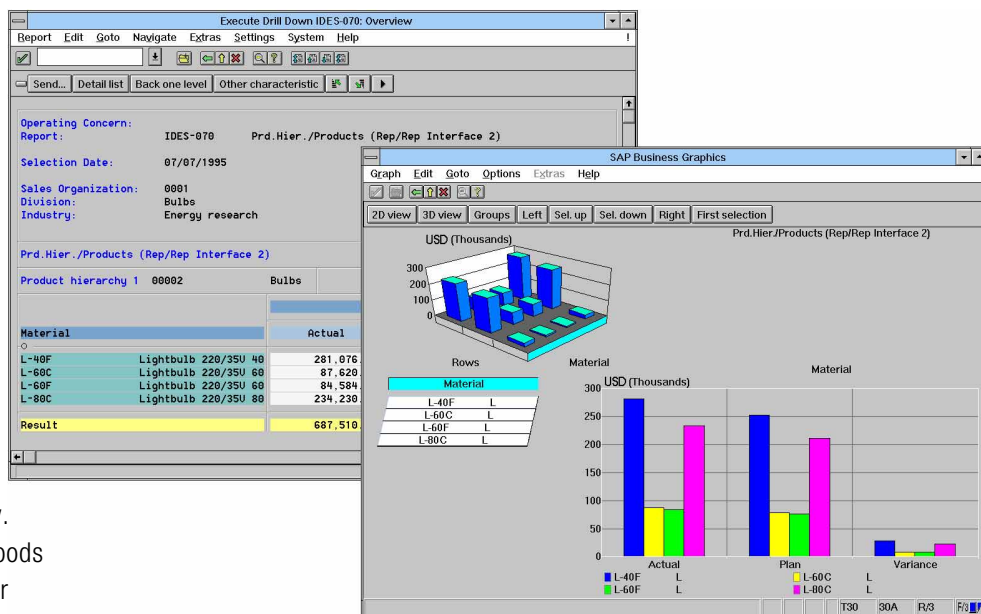 Execute Drill Down IDES-070: Overview
Report Edit Goto Navigate Extras Settings System Help !
Send... Detail list Back one level Other characteristic
Operating Concern:
Report: IDES-070 Prd.Hier./Products (Rep/Rep Interface 2)
Selection Date: 07/07/1995
Sales Organization: 0001
Division: Bulbs
Industry: Energy research
Prd.Hier./Products (Rep/Rep Interface 2)
Product hierarchy 1 00002 Bulbs
Material Actual
L-40F Lightbulb 220/35V 40 281,076.
L-60C Lightbulb 220/35V 60 87,620.
L-60F Lightbulb 220/35V 60 84,584.
L-80C Lightbulb 220/35V 80 234,230.
Result 687,510.
SAP Business Graphics
Graph Edit Goto Options Extras Help
2D view 3D view Groups Left Sel. up Sel. down Right First selection
Prd.Hier./Products (Rep/Rep Interface 2)
USD (Thousands)
300
200
100
0
Rows Material
Material
L-40F L
L-60C L
L-60F L
L-80C L
Material
USD (Thousands)
300
250
200
150
100
50
0
Actual Plan Variance
L-40F L L-60C L
L-60F L L-80C L
T30 30A R/3
oods
r